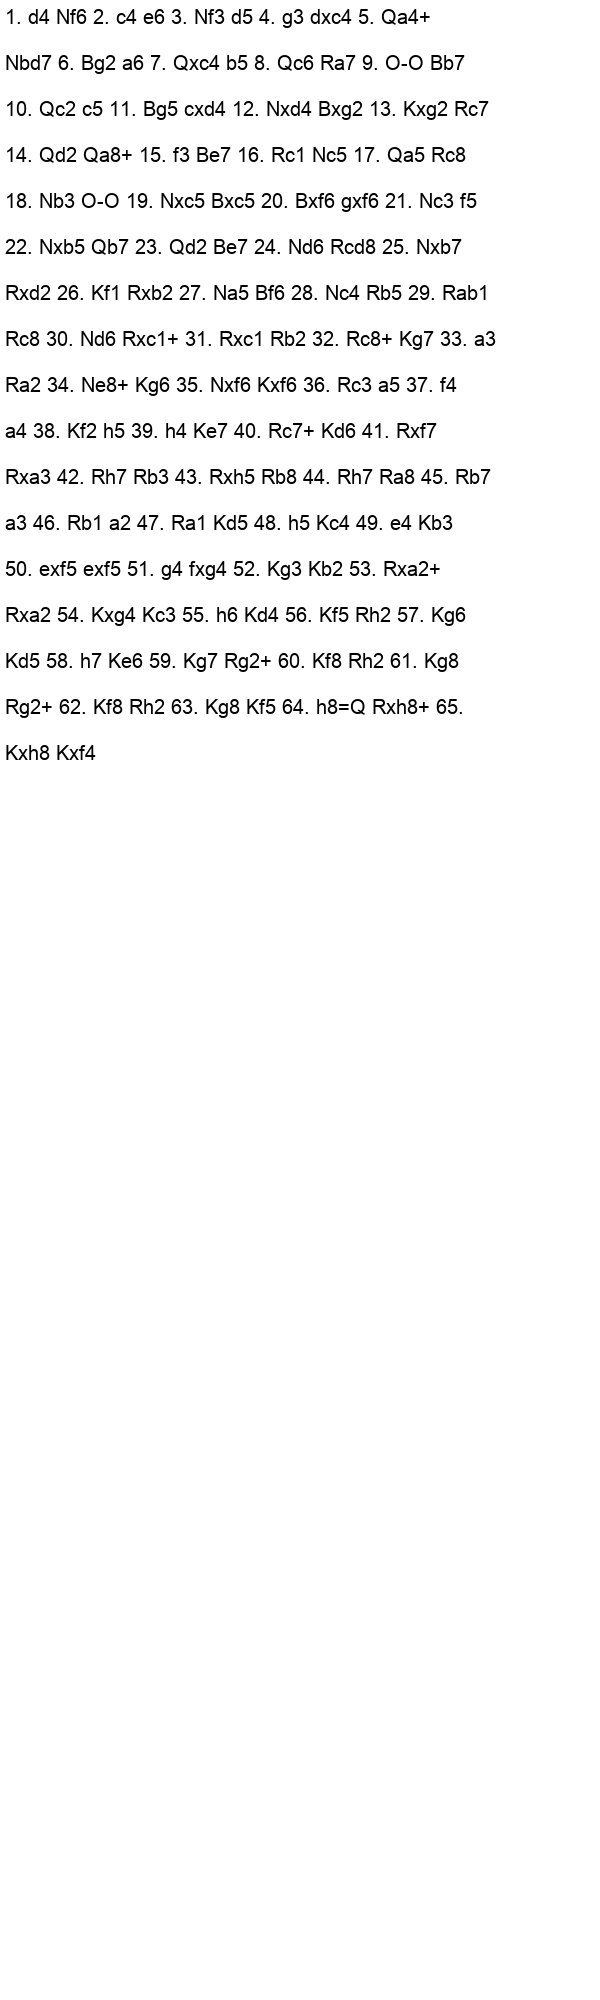 1. d4 Nf6 2. c4 e6 3. Nf3 d5 4. g3 dxc4 5. Qa4+
Nbd7 6. Bg2 a6 7. Qxc4 b5 8. Qc6 Ra7 9. O-O Bb7
10. Qc2 c5 11. Bg5 cxd4 12. Nxd4 Bxg2 13. Kxg2 Rc7
14. Qd2 Qa8+ 15. f3 Be7 16. Rc1 Nc5 17. Qa5 Rc8
18. Nb3 O-O 19. Nxc5 Bxc5 20. Bxf6 gxf6 21. Nc3 f5
22. Nxb5 Qb7 23. Qd2 Be7 24. Nd6 Rcd8 25. Nxb7
Rxd2 26. Kf1 Rxb2 27. Na5 Bf6 28. Nc4 Rb5 29. Rab1
Rc8 30. Nd6 Rxc1+ 31. Rxc1 Rb2 32. Rc8+ Kg7 33. a3
Ra2 34. Ne8+ Kg6 35. Nxf6 Kxf6 36. Rc3 a5 37. f4
a4 38. Kf2 h5 39. h4 Ke7 40. Rc7+ Kd6 41. Rxf7
Rxa3 42. Rh7 Rb3 43. Rxh5 Rb8 44. Rh7 Ra8 45. Rb7
a3 46. Rb1 a2 47. Ra1 Kd5 48. h5 Kc4 49. e4 Kb3
50. exf5 exf5 51. g4 fxg4 52. Kg3 Kb2 53. Rxa2+
Rxa2 54. Kxg4 Kc3 55. h6 Kd4 56. Kf5 Rh2 57. Kg6
Kd5 58. h7 Ke6 59. Kg7 Rg2+ 60. Kf8 Rh2 61. Kg8
Rg2+ 62. Kf8 Rh2 63. Kg8 Kf5 64. h8=Q Rxh8+ 65.
Kxh8 Kxf4